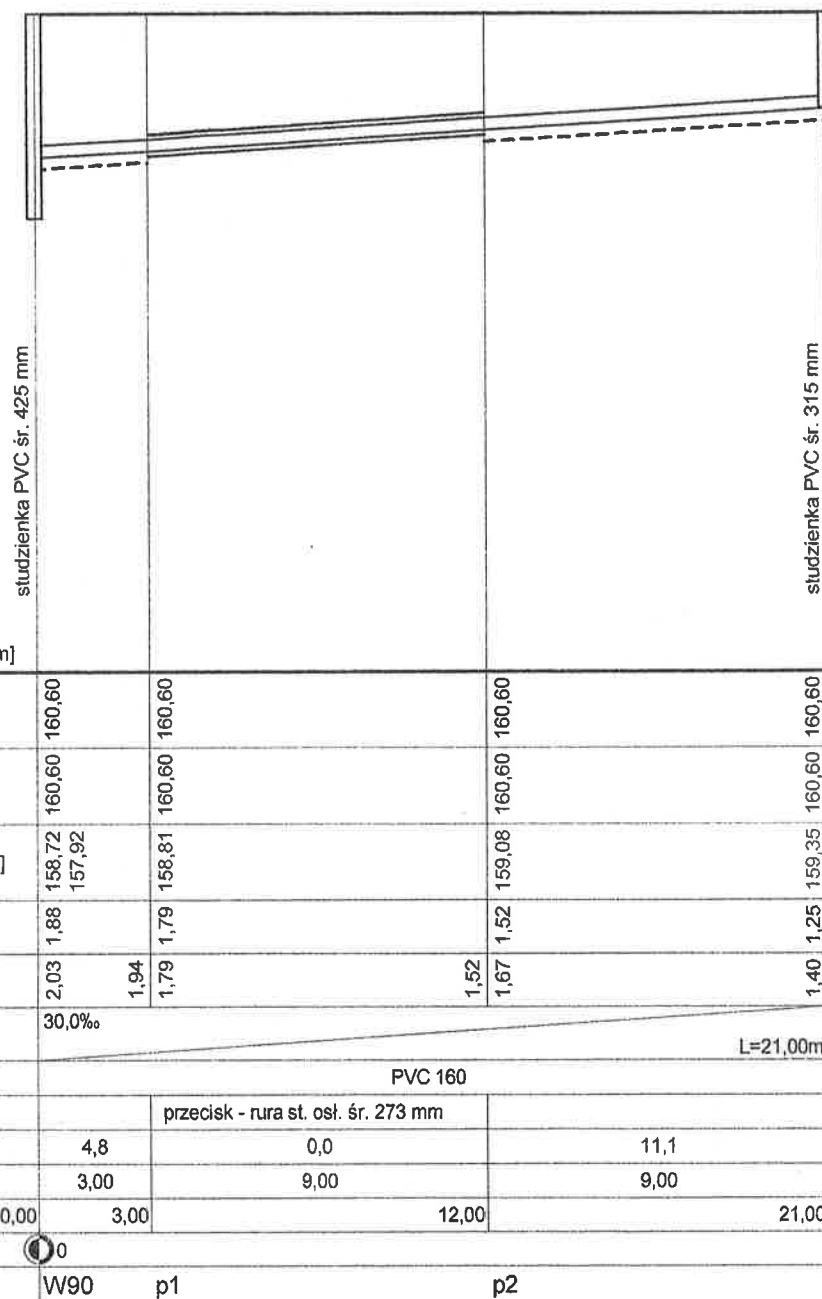 studzienka PVC śr. 425 mm
studzienka PVC śr. 315 mm
m]
160,60 160,60 160,60 160,60
160,60 160,60 160,60 160,60
]
158,72 158,81 159,08 159,35
157,92
1,88 1,79 1,52 1,25
2,03 1,94 1,79 1,52 1,67 1,40
30,0‰
L=21,00m
PVC 160
przecisk - rura st. osł. śr. 273 mm
4,8 0,0 11,1
3,00 9,00 9,00
0,00 3,00 12,00 21,00
0
W90 p1 p2